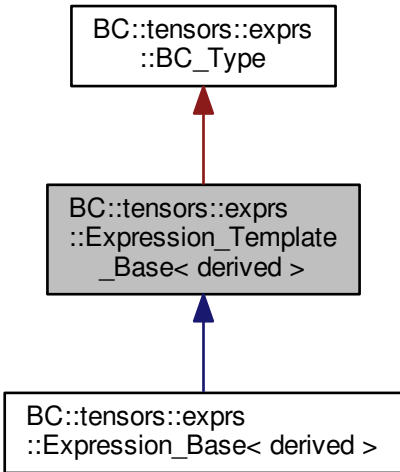 BC::tensors::exprs
::BC_Type
BC::tensors::exprs
::Expression_Template
_Base< derived >
BC::tensors::exprs
::Expression_Base< derived >